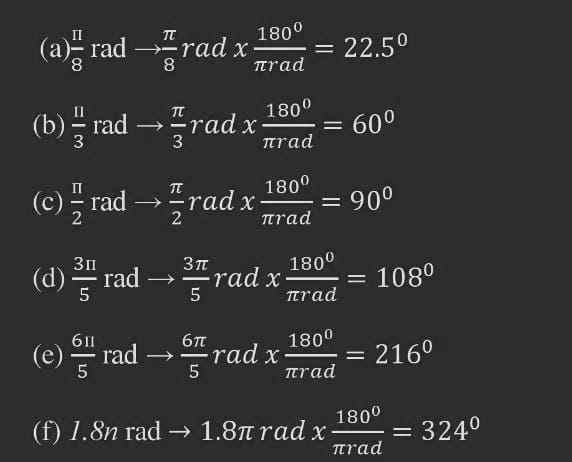 (a) π/8 rad → π/8 rad x 180⁰/πrad = 22.5⁰
(b) π/3 rad → π/3 rad x 180⁰/πrad = 60⁰
(c) π/2 rad → π/2 rad x 180⁰/πrad = 90⁰
(d) 3π/5 rad → 3π/5 rad x 180⁰/πrad = 108⁰
(e) 6π/5 rad → 6π/5 rad x 180⁰/πrad = 216⁰
(f) 1.8n rad → 1.8π rad x 180⁰/πrad = 324⁰